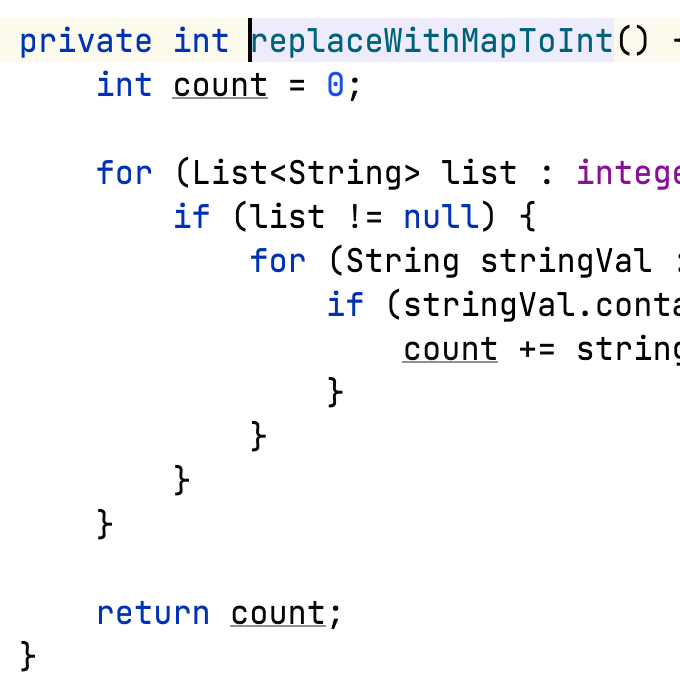 private int replaceWithMapToInt() {
    int count = 0;

    for (List<String> list : intege
        if (list != null) {
            for (String stringVal :
                if (stringVal.conta
                    count += string
                }
            }
        }
    }

    return count;
}